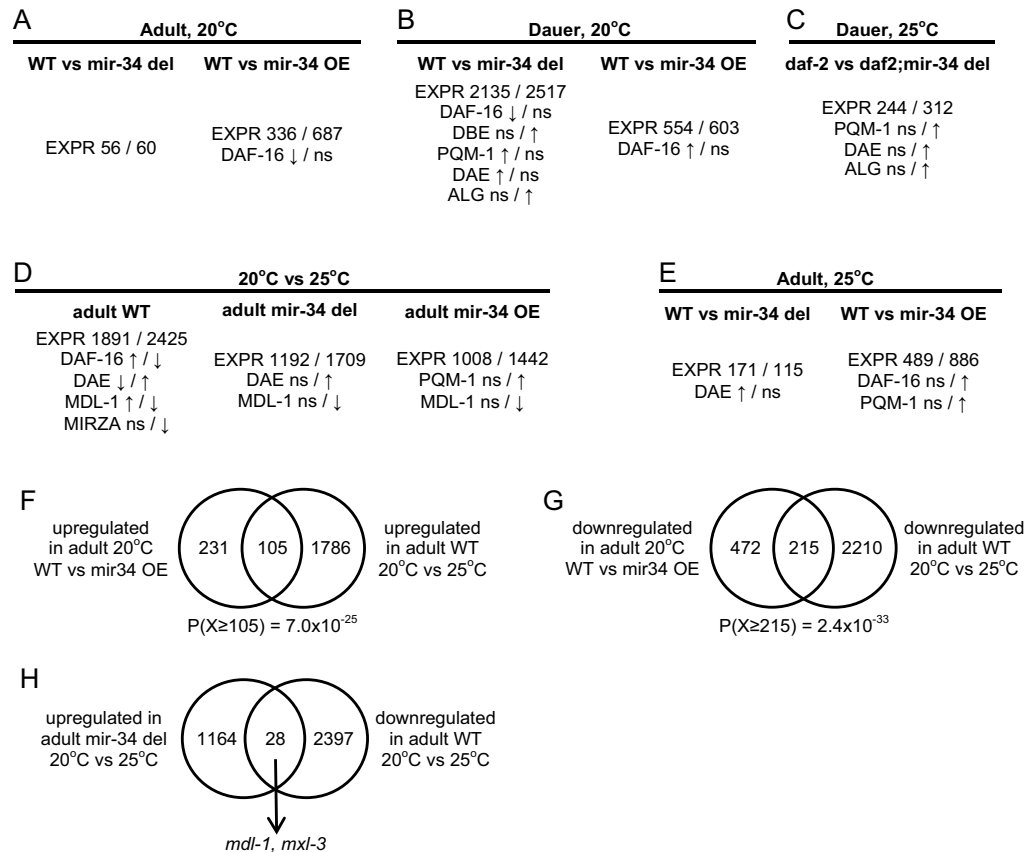 A
Adult, 20°C
WT vs mir-34 del
EXPR 56 / 60
WT vs mir-34 OE
EXPR 336 / 687
DAF-16 ↓ / ns
B
Dauer, 20°C
WT vs mir-34 del
EXPR 2135 / 2517
DAF-16 ↓ / ns
DBE ns / ↑
PQM-1 ↑ / ns
DAE ↑ / ns
ALG ns / ↑
WT vs mir-34 OE
EXPR 554 / 603
DAF-16 ↑ / ns
C
Dauer, 25°C
daf-2 vs daf2;mir-34 del
EXPR 244 / 312
PQM-1 ns / ↑
DAE ns / ↑
ALG ns / ↑
D
20°C vs 25°C
adult WT
EXPR 1891 / 2425
DAF-16 ↑ / ↓
DAE ↓ / ↑
MDL-1 ↑ / ↓
MIRZA ns / ↓
adult mir-34 del
EXPR 1192 / 1709
DAE ns / ↑
MDL-1 ns / ↓
adult mir-34 OE
EXPR 1008 / 1442
PQM-1 ns / ↑
MDL-1 ns / ↓
E
Adult, 25°C
WT vs mir-34 del
EXPR 171 / 115
DAE ↑ / ns
WT vs mir-34 OE
EXPR 489 / 886
DAF-16 ns / ↑
PQM-1 ns / ↑
F
upregulated
in adult 20°C
WT vs mir34 OE
231
105
1786
upregulated
in adult WT
20°C vs 25°C
P(X≥105) = 7.0x10⁻²⁵
G
downregulated
in adult 20°C
WT vs mir34 OE
472
215
2210
downregulated
in adult WT
20°C vs 25°C
P(X≥215) = 2.4x10⁻³³
H
upregulated in
adult mir-34 del
20°C vs 25°C
1164
28
2397
downregulated
in adult WT
20°C vs 25°C
mdl-1, mxl-3